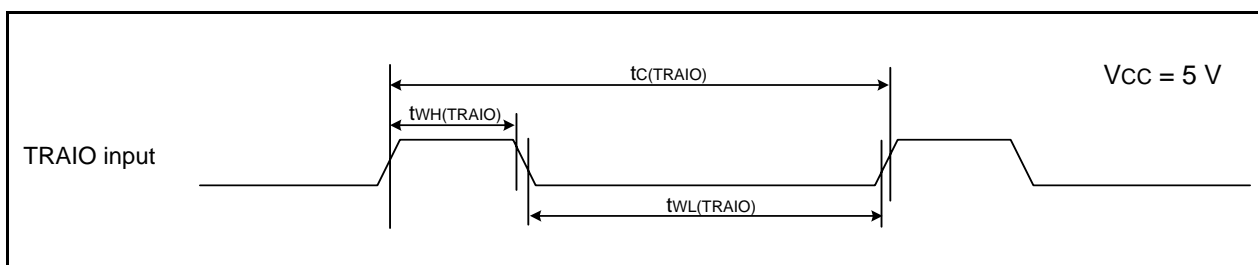 tC(TRAIO)
VCC = 5 V
tWH(TRAIO)
TRAIO input
tWL(TRAIO)